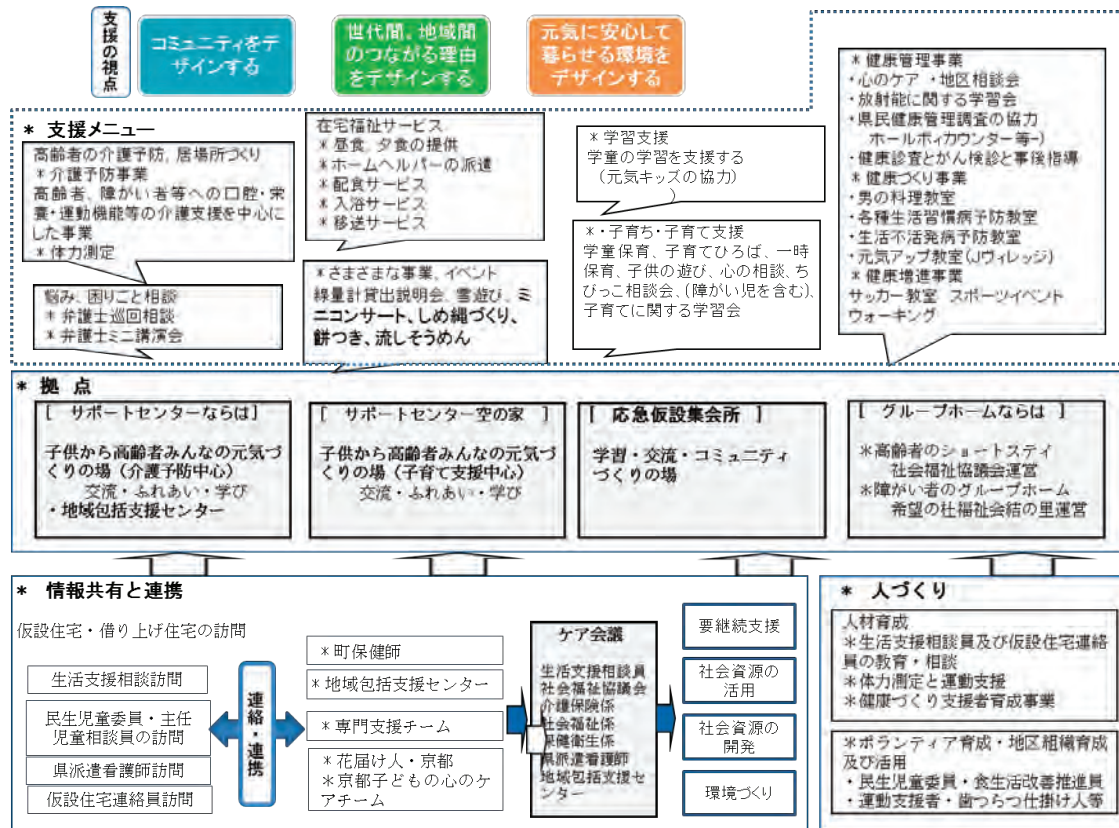 支援の視点
コミュニティをデ
ザインする
世代間、地域間
のつながる理由
をデザインする
元気に安心して
暮らせる環境を
デザインする
* 支援メニュー
高齢者の介護予防、居場所づくり
＊介護予防事業
高齢者、障がい者等への口腔・栄
養・運動機能等の介護支援を中心に
した事業
＊体力測定
悩み、困りごと相談
＊弁護士巡回相談
＊弁護士ミニ講演会
在宅福祉サービス
＊昼食、夕食の提供
＊ホームヘルパーの派遣
＊配食サービス
＊入浴サービス
＊移送サービス
＊さまざまな事業、イベント
線量計貸出説明会、雪遊び、ミ
ニコンサート、しめ縄づくり、
餅つき、流しそうめん
＊学習支援
学童の学習を支援する
（元気キッズの協力）
＊・子育ち・子育て支援
学童保育、子育てひろば、一時
保育、子供の遊び、心の相談、ち
びっこ相談会、（障がい児を含む）、
子育てに関する学習会
＊健康管理事業
・心のケア ・地区相談会
・放射能に関する学習会
・県民健康管理調査の協力
ホールボィカウンター等―）
・健康診査とがん検診と事後指導
＊健康づくり事業
・男の料理教室
・各種生活習慣病予防教室
・生活不活発病予防教室
・元気アップ教室（Jヴィレッジ）
＊健康増進事業
サッカー教室 スポーツイベント
ウォーキング
* 拠 点
[ サポートセンターならは]
子供から高齢者みんなの元気づ
くりの場（介護予防中心）
交流・ふれあい・学び
・地域包括支援センター
[ サポートセンター空の家 ]
子供から高齢者みんなの元気づ
くりの場（子育て支援中心）
交流・ふれあい・学び
[ 応急仮設集会所 ]
学習・交流・コミュニティ
づくりの場
[ グループホームならは ]
＊高齢者のショートスティ
社会福祉協議会運営
＊障がい者のグループホーム
希望の杜福祉会結の里運営
* 情報共有と連携
仮設住宅・借り上げ住宅の訪問
生活支援相談訪問
民生児童委員・主任
児童相談員の訪問
県派遣看護師訪問
仮設住宅連絡員訪問
連絡・連携
＊町保健師
＊地域包括支援センター
＊専門支援チーム
＊花届け人・京都
＊京都子どもの心のケ
アチーム
ケア会議
生活支援相談員
社会福祉協議会
介護保険係
社会福祉係
保健衛生係
県派遣看護師
地域包括支援セ
ンター
要継続支援
社会資源の
活用
社会資源の
開発
環境づくり
* 人づくり
人材育成
＊生活支援相談員及び仮設住宅連絡
員の教育・相談
＊体力測定と運動支援
＊健康づくり支援者育成事業
＊ボランティア育成・地区組織育成
及び活用
・民生児童委員・食生活改善推進員
・運動支援者・歯つらつ仕掛け人等